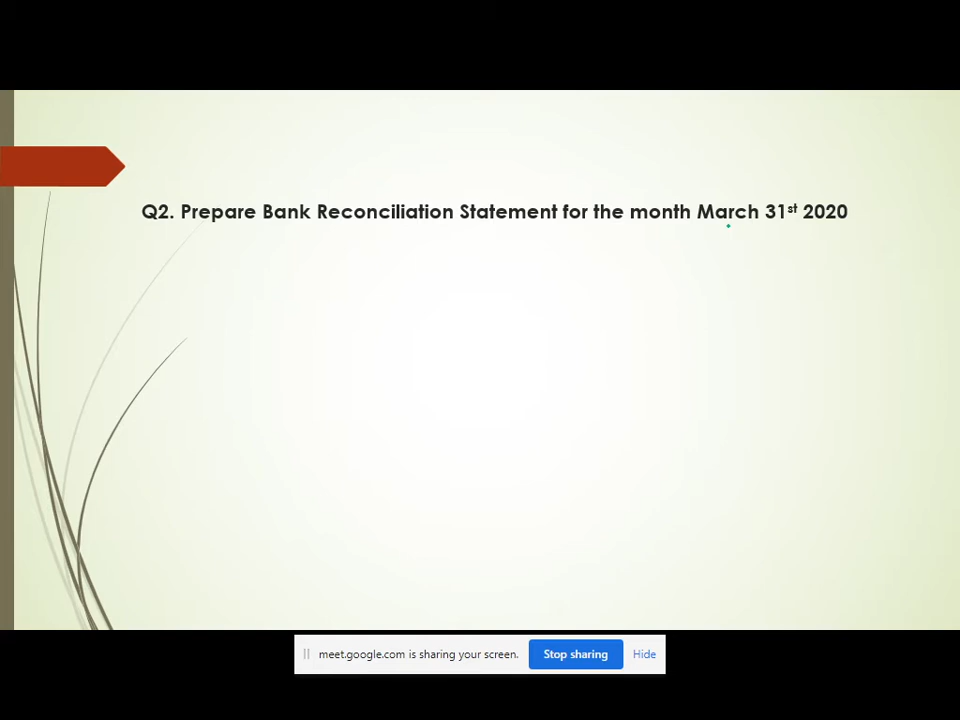 Q2. Prepare Bank Reconciliation Statement for the month March 31st 2020
meet.google.com is sharing your screen. Stop sharing Hide